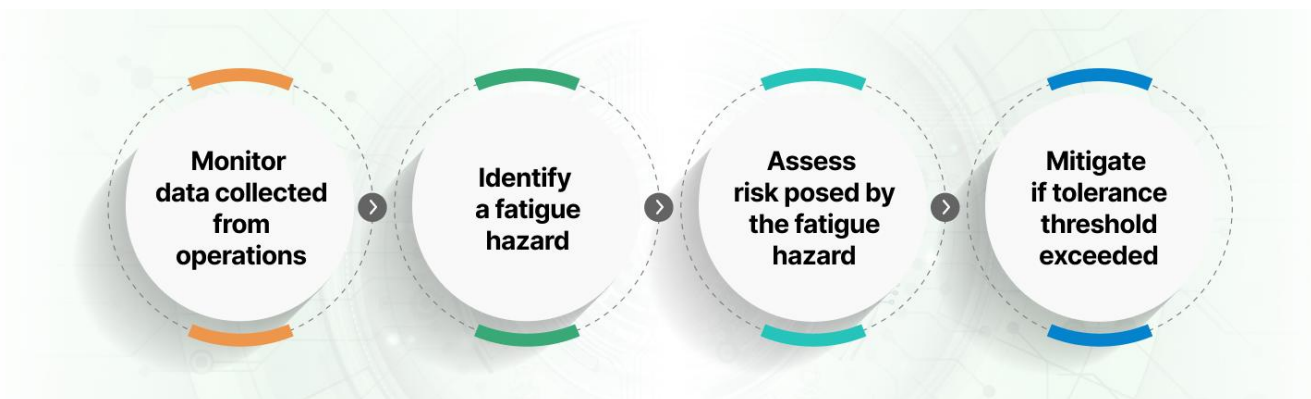 Monitor
data collected
from
operations
Identify
a fatigue
hazard
Assess
risk posed by
the fatigue
hazard
Mitigate
if tolerance
threshold
exceeded